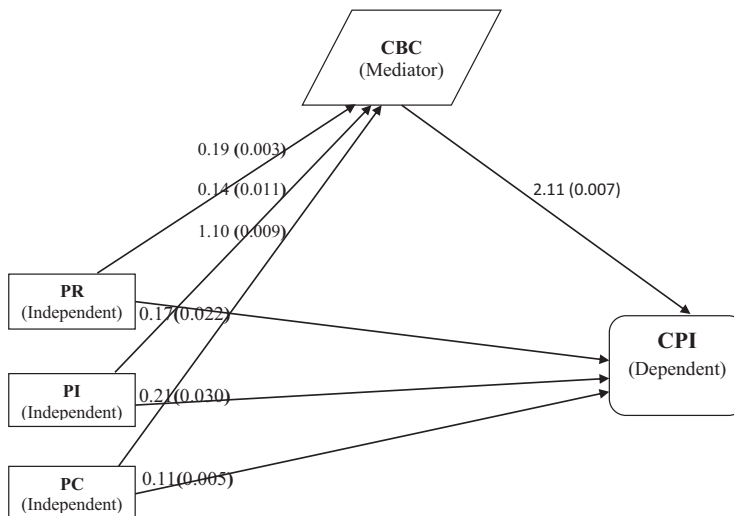 CBC
(Mediator)
0.19 (0.003)
0.14 (0.011)
2.11 (0.007)
1.10 (0.009)
PR
(Independent)
0.17(0.022)
CPI
(Dependent)
PI
(Independent)
0.21(0.030)
PC
(Independent)
0.11(0.005)